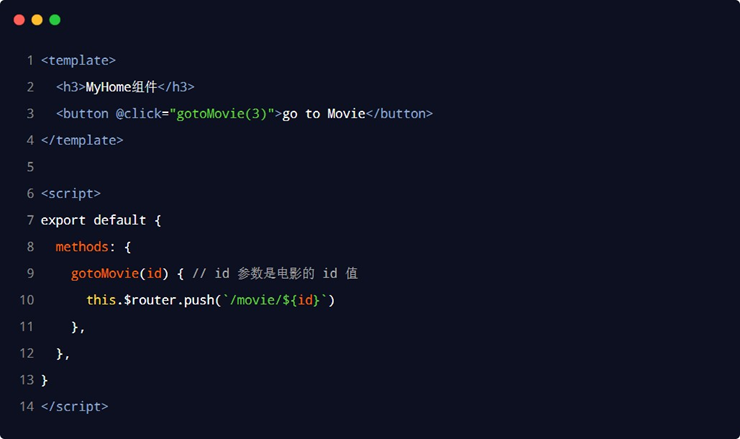 1 <template>
2   <h3>MyHome组件</h3>
3   <button @click="gotoMovie(3)">go to Movie</button>
4 </template>
5
6 <script>
7 export default {
8   methods: {
9     gotoMovie(id) { // id 参数是电影的 id 值
10       this.$router.push(`/movie/${id}`)
11     },
12   },
13 }
14 </script>